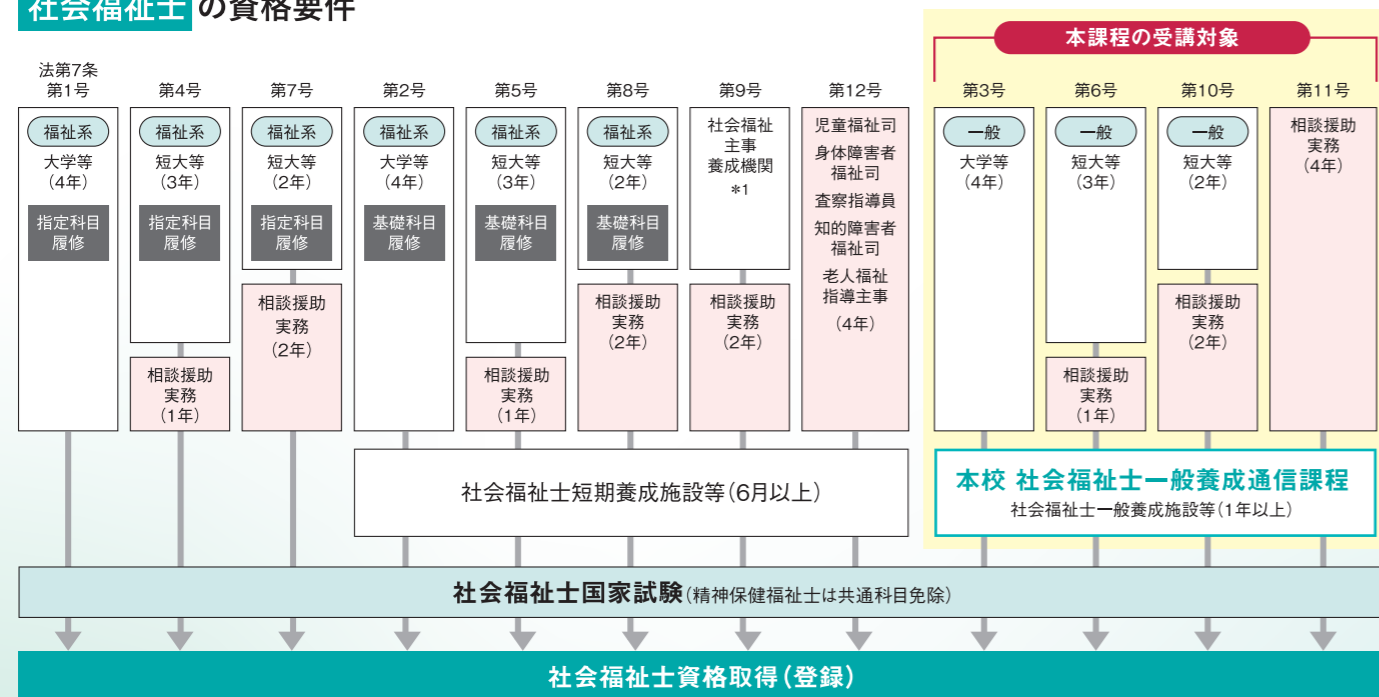 社会福祉士 の資格要件
本課程の受講対象
法第7条
第1号
第4号
第7号
第2号
第5号
第8号
第9号
第12号
第3号
第6号
第10号
第11号
福祉系
大学等
(4年)
指定科目
履修
福祉系
短大等
(3年)
指定科目
履修
相談援助
実務
(1年)
福祉系
短大等
(2年)
指定科目
履修
相談援助
実務
(2年)
福祉系
大学等
(4年)
基礎科目
履修
福祉系
短大等
(3年)
基礎科目
履修
相談援助
実務
(1年)
福祉系
短大等
(2年)
基礎科目
履修
相談援助
実務
(2年)
社会福祉
主事
養成機関
*1
相談援助
実務
(2年)
児童福祉司
身体障害者
福祉司
査察指導員
知的障害者
福祉司
老人福祉
指導主事
(4年)
一般
大学等
(4年)
一般
短大等
(3年)
相談援助
実務
(1年)
一般
短大等
(2年)
相談援助
実務
(2年)
相談援助
実務
(4年)
社会福祉士短期養成施設等(6月以上)
本校 社会福祉士一般養成通信課程
社会福祉士一般養成施設等(1年以上)
社会福祉士国家試験(精神保健福祉士は共通科目免除)
社会福祉士資格取得(登録)